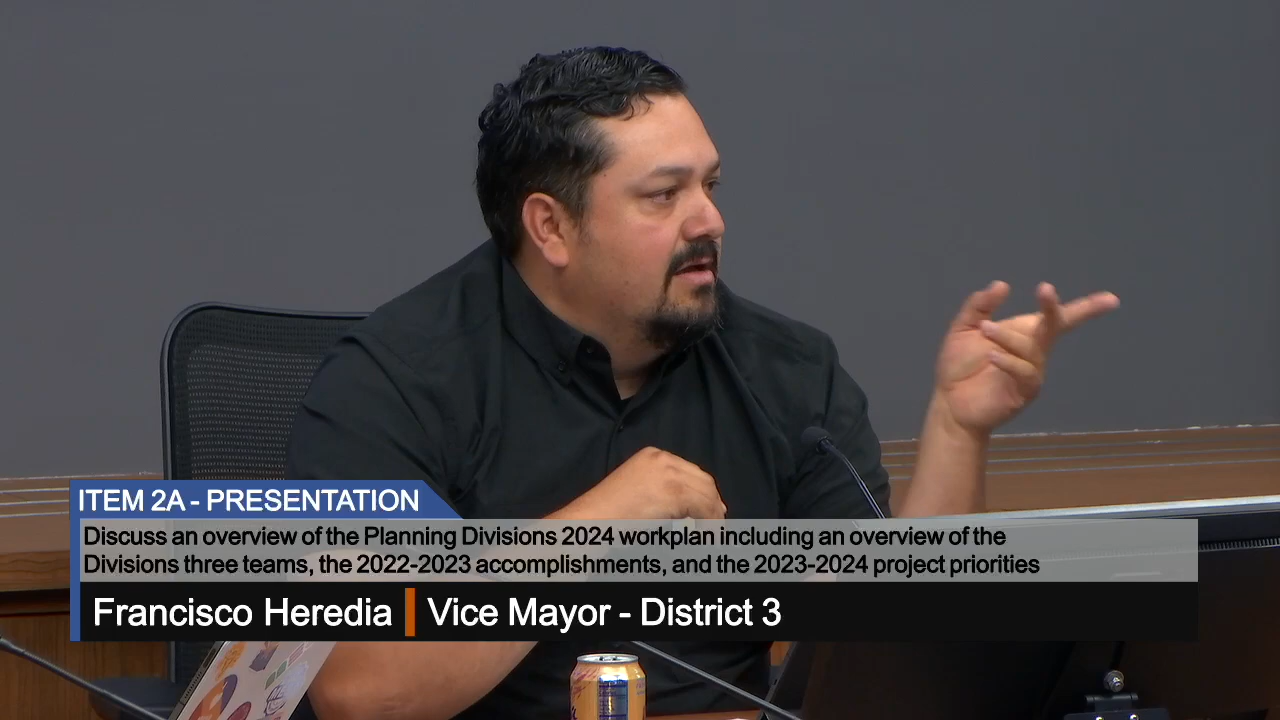 ITEM 2A - PRESENTATION
Discuss an overview of the Planning Divisions 2024 workplan including an overview of the
Divisions three teams, the 2022-2023 accomplishments, and the 2023-2024 project priorities
Francisco Heredia | Vice Mayor - District 3